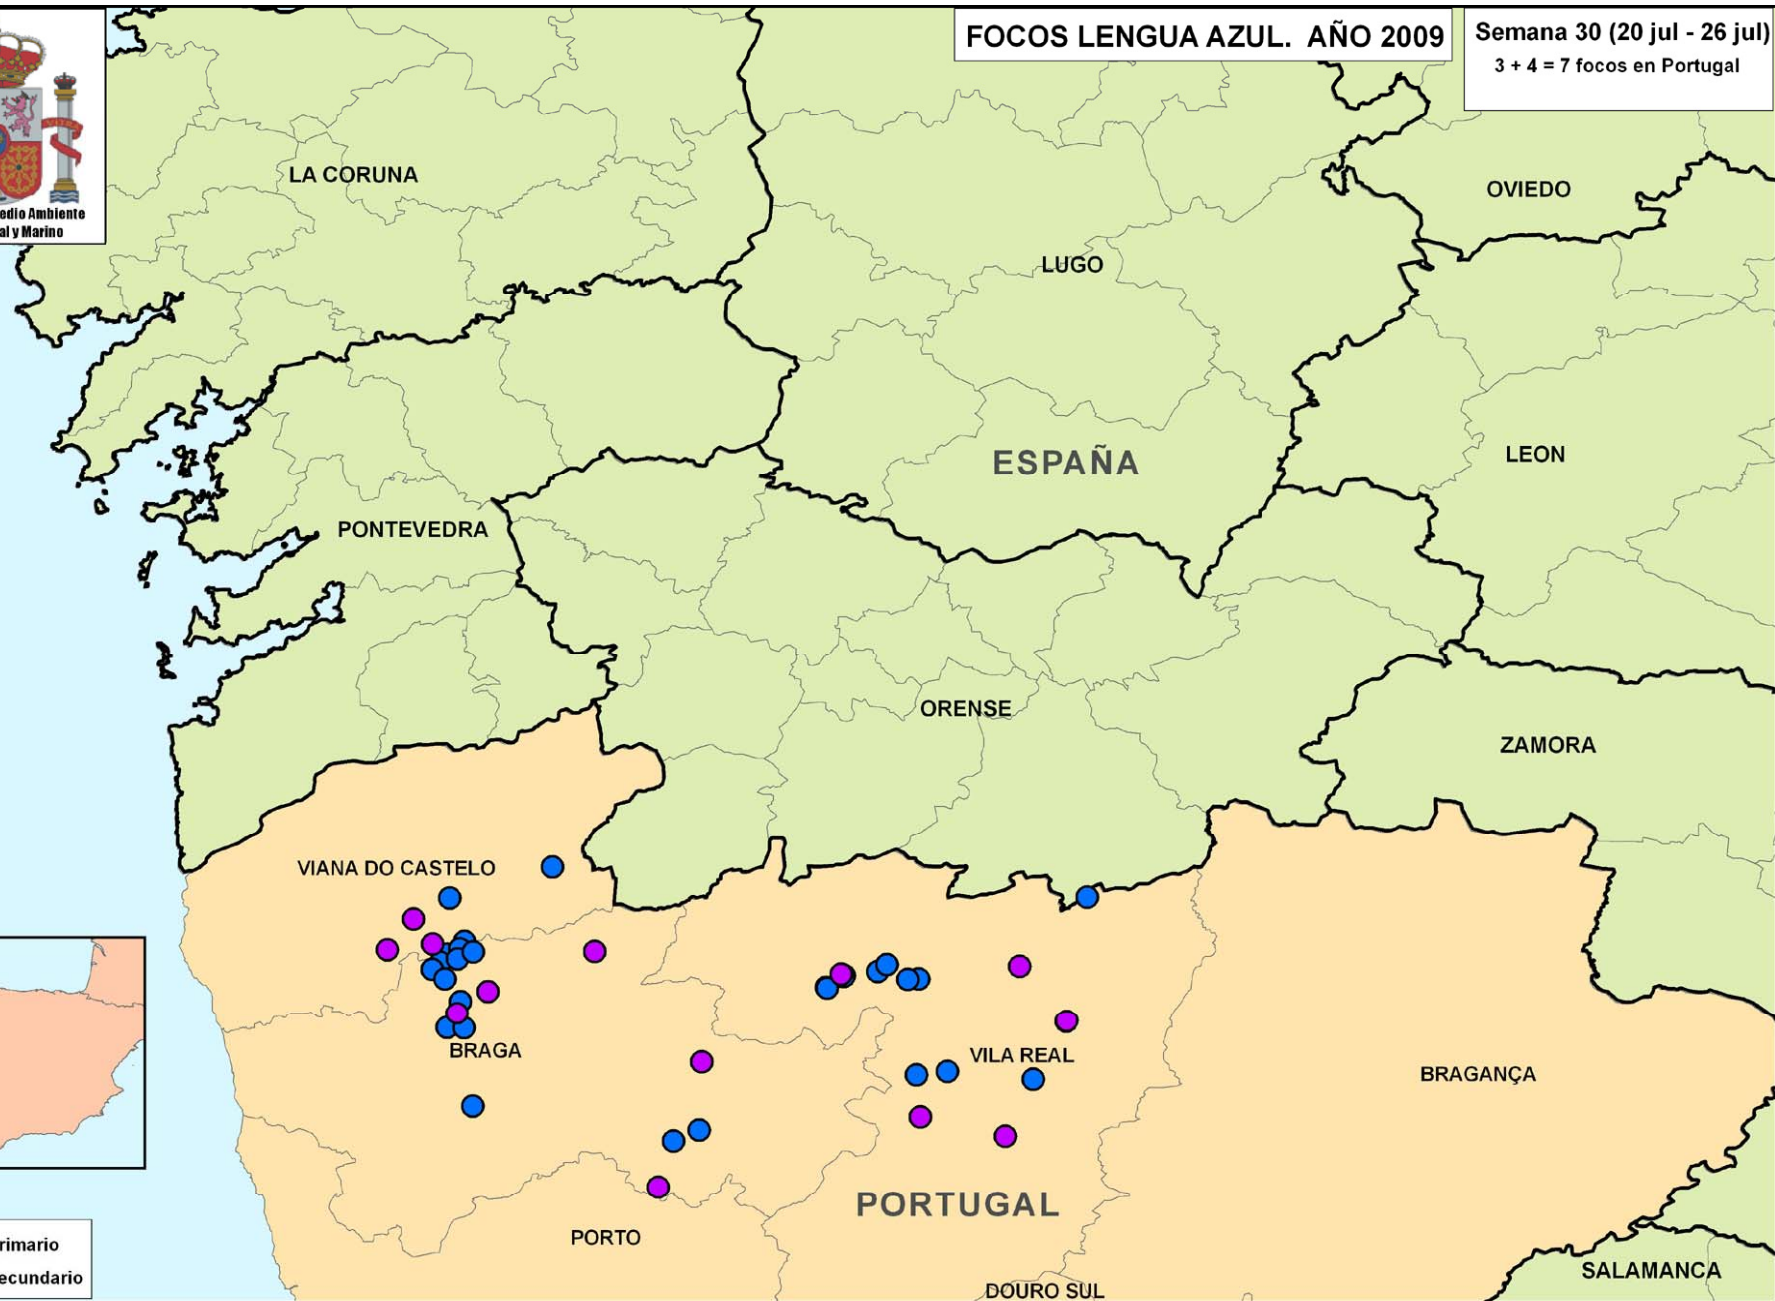 FOCOS LENGUA AZUL. AÑO 2009
Semana 30 (20 jul - 26 jul)
3 + 4 = 7 focos en Portugal
edio Ambiente
al y Marino
LA CORUNA
OVIEDO
LUGO
LEON
ESPAÑA
PONTEVEDRA
ORENSE
ZAMORA
VIANA DO CASTELO
BRAGA
VILA REAL
BRAGANÇA
PORTUGAL
PORTO
rimario
ecundario
SALAMANCA
DOURO SUL